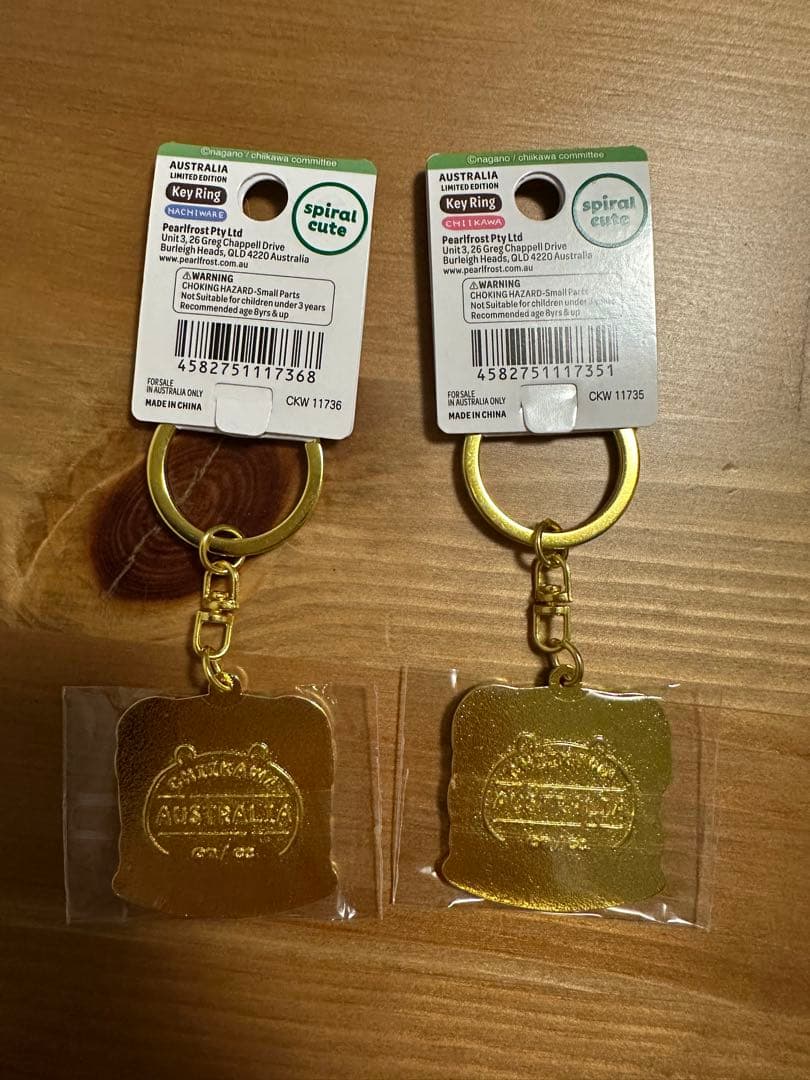 ©nagano / chiikawa committee
AUSTRALIA
LIMITED EDITION
Key Ring
HACHIWARE
spiral
cute
Pearlfrost Pty Ltd
Unit 3, 26 Greg Chappell Drive
Burleigh Heads, QLD 4220 Australia
www.pearlfrost.com.au
⚠WARNING
CHOKING HAZARD-Small Parts
Not Suitable for children under 3 years
Recommended age 8yrs & up
4582751117368
FOR SALE
IN AUSTRALIA ONLY
MADE IN CHINA
CKW 11736
CHIIKAWA
AUSTRALIA
©n/cc
©nagano / chiikawa committee
AUSTRALIA
LIMITED EDITION
Key Ring
CHIIKAWA
spiral
cute
Pearlfrost Pty Ltd
Unit 3, 26 Greg Chappell Drive
Burleigh Heads, QLD 4220 Australia
www.pearlfrost.com.au
⚠WARNING
CHOKING HAZARD-Small Parts
Not Suitable for children under 3 years
Recommended age 8yrs & up
4582751117351
FOR SALE
IN AUSTRALIA ONLY
MADE IN CHINA
CKW 11735
CHIIKAWA
AUSTRALIA
©n/cc